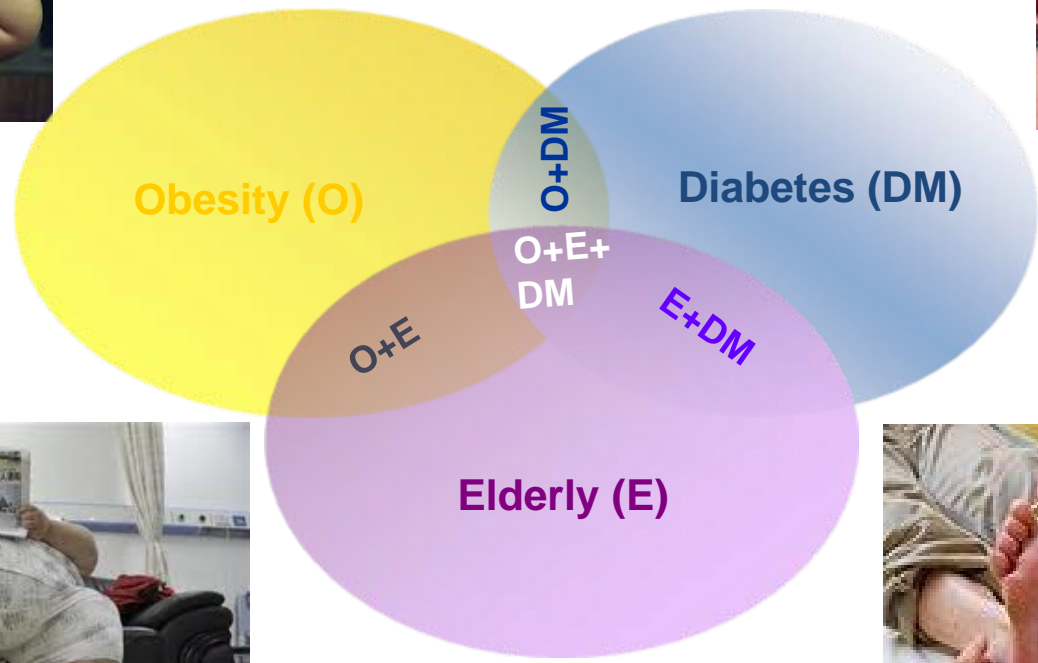 O+DM
Obesity (O)
Diabetes (DM)
O+E+
DM
E+DM
O+E
Elderly (E)